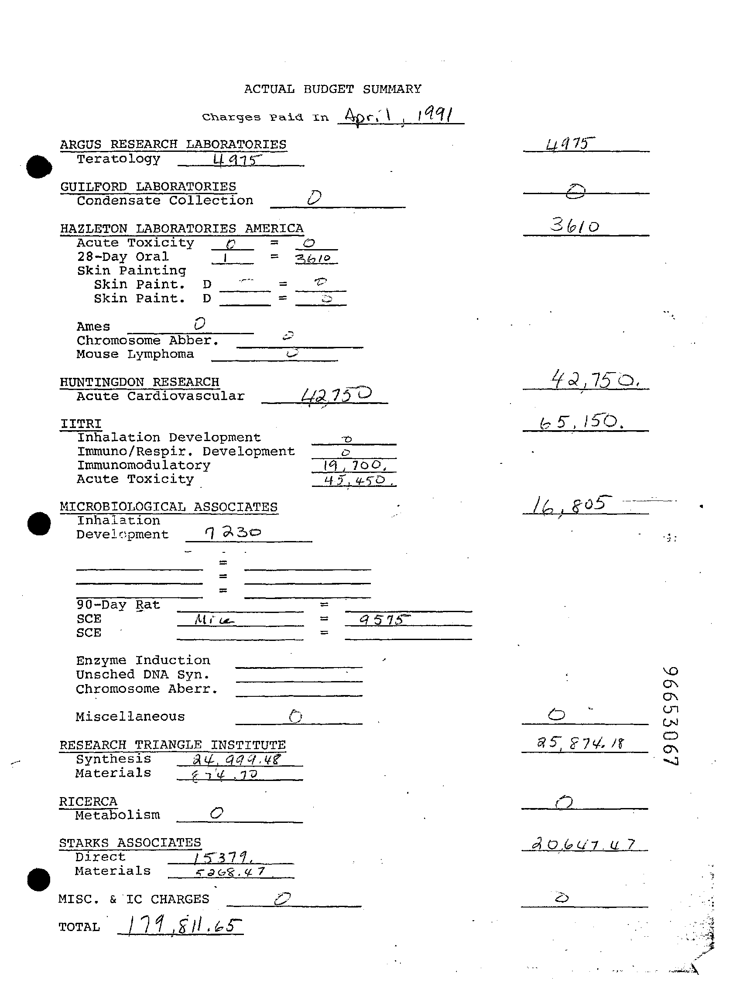 ACTUAL BUDGET SUMMARY
Charges Paid In April, 1991
ARGUS RESEARCH LABORATORIES 4975
Teratology 4975
GUILFORD LABORATORIES 0
Condensate Collection 0
HAZLETON LABORATORIES AMERICA 3610
Acute Toxicity 0 = 0
28-Day Oral 1 = 3610
Skin Painting
Skin Paint. D — = 0
Skin Paint. D = 0
Ames 0
Chromosome Abber. 0
Mouse Lymphoma 0
HUNTINGDON RESEARCH 42,750.
Acute Cardiovascular 42750
IITRI 65,150.
Inhalation Development 0
Immuno/Respir. Development 0
Immunomodulatory 19,700.
Acute Toxicity 45,450.
MICROBIOLOGICAL ASSOCIATES 16,805
Inhalation
Development 7230
=
=
=
90-Day Rat =
SCE Mice = 9575
SCE =
Enzyme Induction
Unsched DNA Syn.
Chromosome Aberr.
Miscellaneous 0 0
RESEARCH TRIANGLE INSTITUTE 25,874.18
Synthesis 24,999.48
Materials 874.70
RICERCA 0
Metabolism 0
STARKS ASSOCIATES 20647.47
Direct 15379.
Materials 5268.47
MISC. & IC CHARGES 0 0
TOTAL 179,811.65
96653067